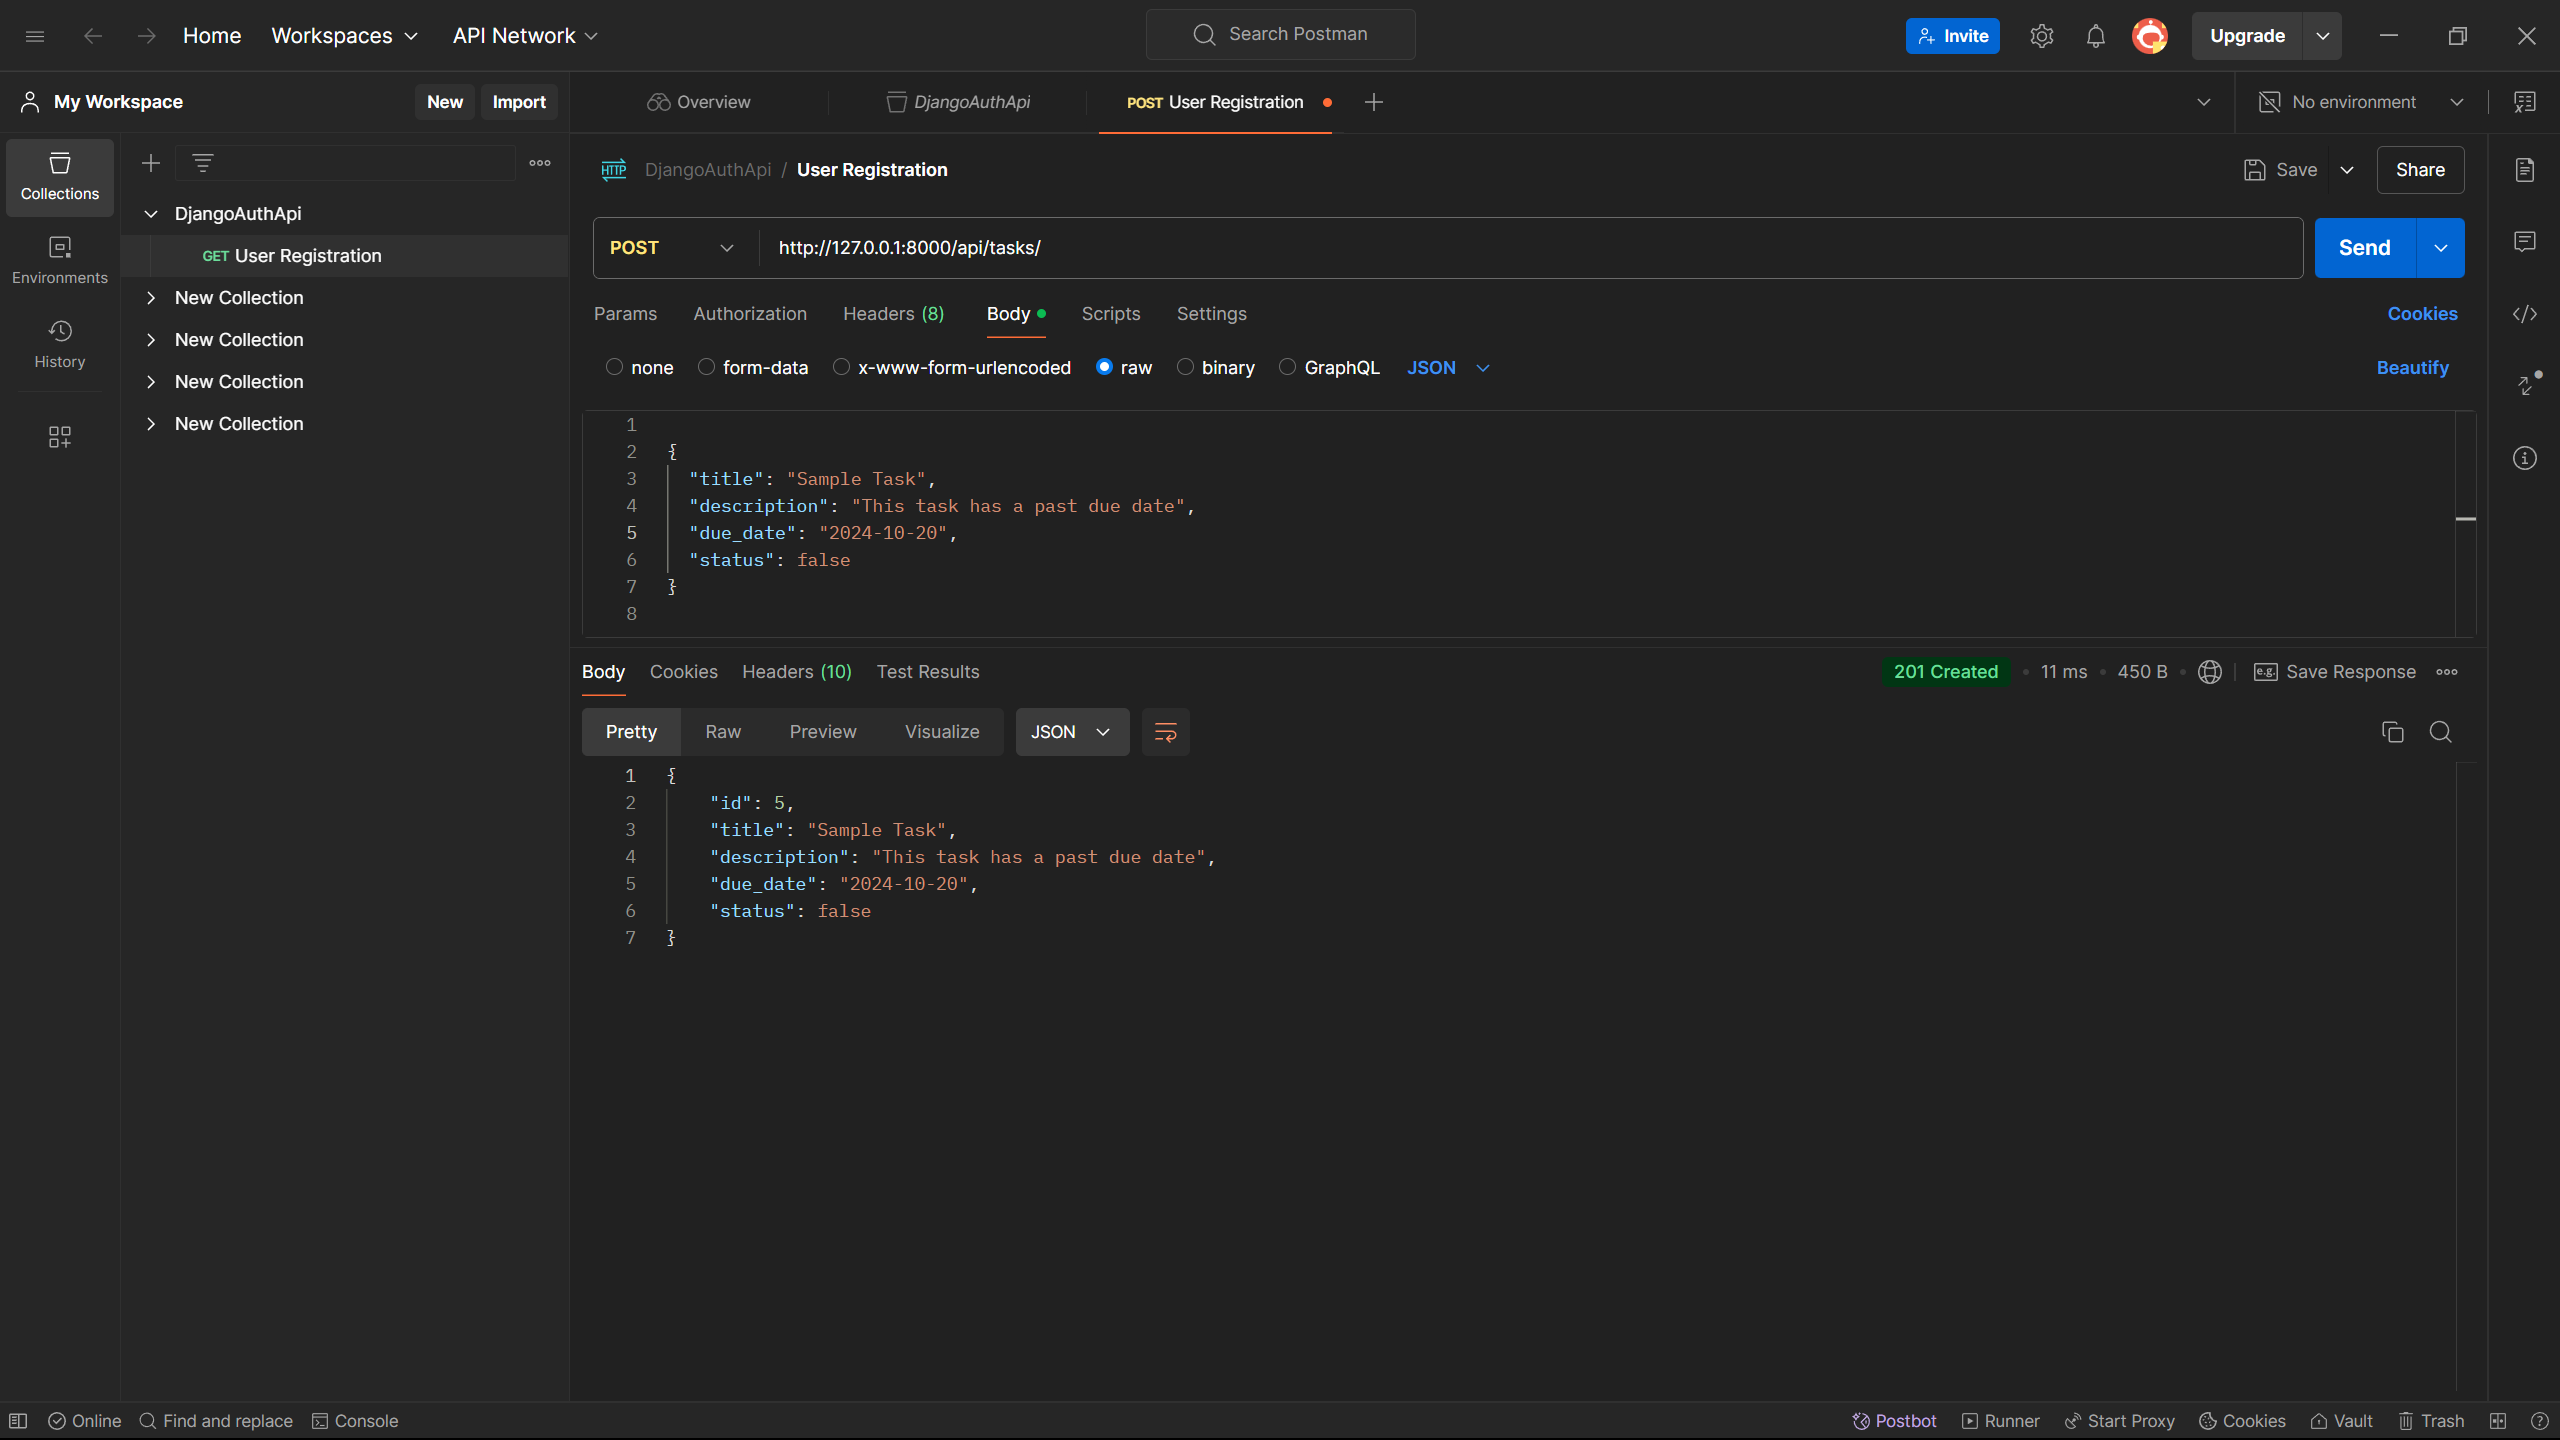 Home Workspaces API Network Search Postman Invite Upgrade
My Workspace New Import Overview DjangoAuthApi POST User Registration No environment
Collections
Environments
History
DjangoAuthApi
GET User Registration
New Collection
New Collection
New Collection
New Collection
HTTP DjangoAuthApi / User Registration Save Share
POST http://127.0.0.1:8000/api/tasks/ Send
Params Authorization Headers (8) Body Scripts Settings Cookies
none form-data x-www-form-urlencoded raw binary GraphQL JSON Beautify
1
2 {
3 "title": "Sample Task",
4 "description": "This task has a past due date",
5 "due_date": "2024-10-20",
6 "status": false
7 }
8
Body Cookies Headers (10) Test Results 201 Created • 11 ms • 450 B • e.g. Save Response
Pretty Raw Preview Visualize JSON
1 {
2 "id": 5,
3 "title": "Sample Task",
4 "description": "This task has a past due date",
5 "due_date": "2024-10-20",
6 "status": false
7 }
Online Find and replace Console Postbot Runner Start Proxy Cookies Vault Trash